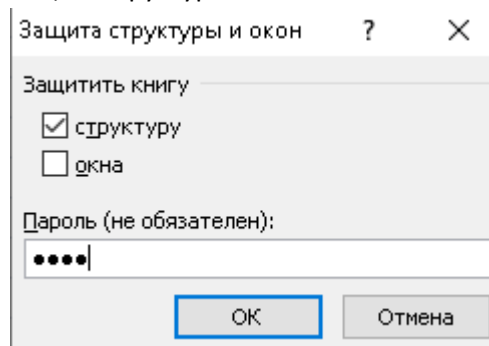 Защита структуры и окон ? ×
Защитить книгу
структуру
окна
Пароль (не обязателен):
••••
ОК Отмена